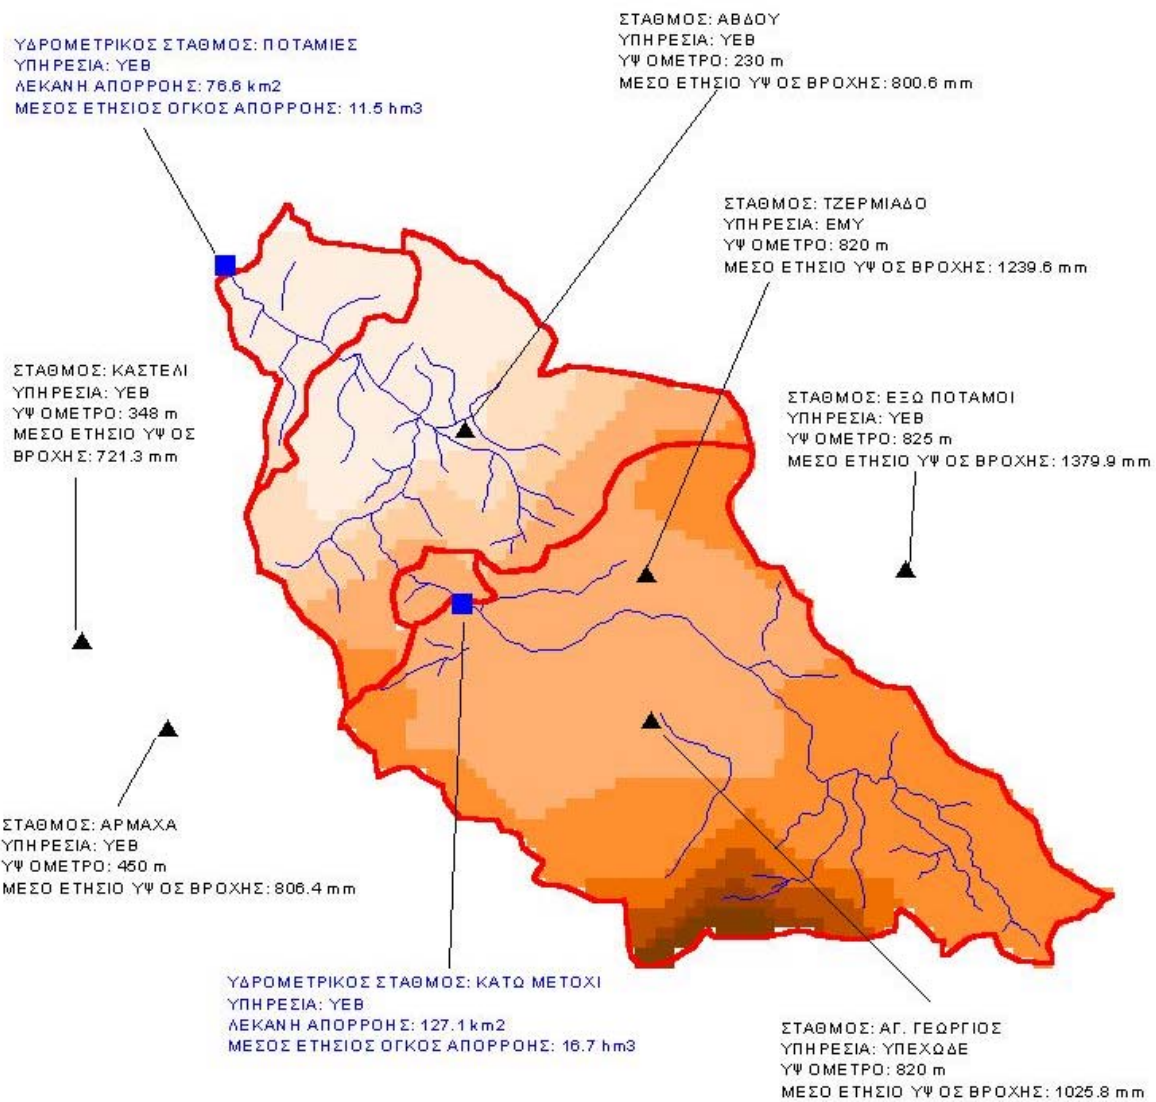 ΥΔΡΟΜΕΤΡΙΚΟΣ ΣΤΑΘΜΟΣ: ΠΟΤΑΜΙΕΣ
ΥΠΗΡΕΣΙΑ: ΥΕΒ
ΛΕΚΑΝΗ ΑΠΟΡΡΟΗΣ: 76.6 km2
ΜΕΣΟΣ ΕΤΗΣΙΟΣ ΟΓΚΟΣ ΑΠΟΡΡΟΗΣ: 11.5 hm3
ΣΤΑΘΜΟΣ: ΑΒΔΟΥ
ΥΠΗΡΕΣΙΑ: ΥΕΒ
ΥΨΟΜΕΤΡΟ: 230 m
ΜΕΣΟ ΕΤΗΣΙΟ ΥΨΟΣ ΒΡΟΧΗΣ: 800.6 mm
ΣΤΑΘΜΟΣ: ΤΖΕΡΜΙΑΔΟ
ΥΠΗΡΕΣΙΑ: ΕΜΥ
ΥΨΟΜΕΤΡΟ: 820 m
ΜΕΣΟ ΕΤΗΣΙΟ ΥΨΟΣ ΒΡΟΧΗΣ: 1239.6 mm
ΣΤΑΘΜΟΣ: ΚΑΣΤΕΛΙ
ΥΠΗΡΕΣΙΑ: ΥΕΒ
ΥΨΟΜΕΤΡΟ: 348 m
ΜΕΣΟ ΕΤΗΣΙΟ ΥΨΟΣ
ΒΡΟΧΗΣ: 721.3 mm
ΣΤΑΘΜΟΣ: ΕΞΩ ΠΟΤΑΜΟΙ
ΥΠΗΡΕΣΙΑ: ΥΕΒ
ΥΨΟΜΕΤΡΟ: 825 m
ΜΕΣΟ ΕΤΗΣΙΟ ΥΨΟΣ ΒΡΟΧΗΣ: 1379.9 mm
ΣΤΑΘΜΟΣ: ΑΡΜΑΧΑ
ΥΠΗΡΕΣΙΑ: ΥΕΒ
ΥΨΟΜΕΤΡΟ: 450 m
ΜΕΣΟ ΕΤΗΣΙΟ ΥΨΟΣ ΒΡΟΧΗΣ: 806.4 mm
ΥΔΡΟΜΕΤΡΙΚΟΣ ΣΤΑΘΜΟΣ: ΚΑΤΩ ΜΕΤΟΧΙ
ΥΠΗΡΕΣΙΑ: ΥΕΒ
ΛΕΚΑΝΗ ΑΠΟΡΡΟΗΣ: 127.1 km2
ΜΕΣΟΣ ΕΤΗΣΙΟΣ ΟΓΚΟΣ ΑΠΟΡΡΟΗΣ: 16.7 hm3
ΣΤΑΘΜΟΣ: ΑΓ. ΓΕΩΡΓΙΟΣ
ΥΠΗΡΕΣΙΑ: ΥΠΕΧΩΔΕ
ΥΨΟΜΕΤΡΟ: 820 m
ΜΕΣΟ ΕΤΗΣΙΟ ΥΨΟΣ ΒΡΟΧΗΣ: 1025.8 mm